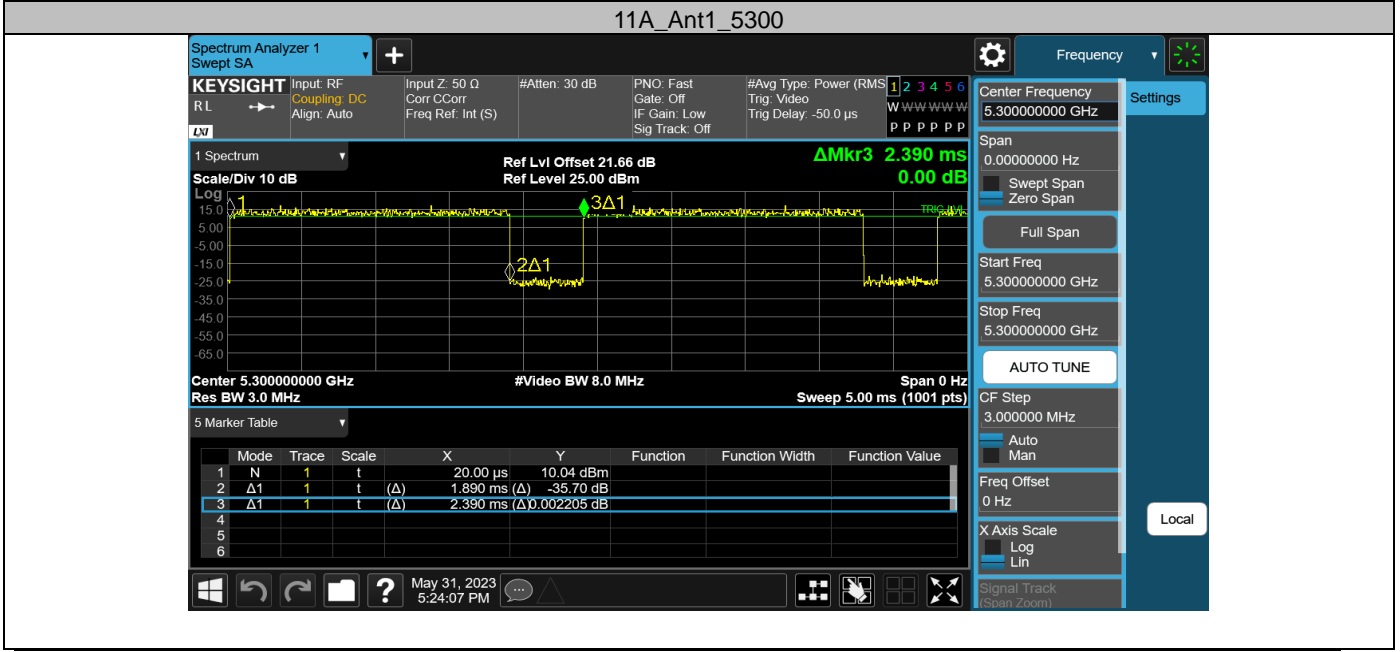 11A_Ant1_5300
Spectrum Analyzer 1
Swept SA
Frequency
KEYSIGHT
R L
LXI
Input: RF
Coupling: DC
Align: Auto
Input Z: 50 Ω
Corr CCorr
Freq Ref: Int (S)
#Atten: 30 dB
PNO: Fast
Gate: Off
IF Gain: Low
Sig Track: Off
#Avg Type: Power (RMS
Trig: Video
Trig Delay: -50.0 µs
1 2 3 4 5 6
W W W W W W
P P P P P P
1 Spectrum
Scale/Div 10 dB
Ref Lvl Offset 21.66 dB
Ref Level 25.00 dBm
ΔMkr3 2.390 ms
0.00 dB
Log
15.0
5.00
-5.00
-15.0
-25.0
-35.0
-45.0
-55.0
-65.0
1
2Δ1
3Δ1
TRIG LVL
Center 5.300000000 GHz
#Video BW 8.0 MHz
Span 0 Hz
Res BW 3.0 MHz
Sweep 5.00 ms (1001 pts)
5 Marker Table
Mode Trace Scale X Y Function Function Width Function Value
1 N 1 t 20.00 µs 10.04 dBm
2 Δ1 1 t (Δ) 1.890 ms (Δ) -35.70 dB
3 Δ1 1 t (Δ) 2.390 ms (Δ) 0.002205 dB
4
5
6
?
May 31, 2023
5:24:07 PM
Center Frequency
5.300000000 GHz
Span
0.00000000 Hz
Swept Span
Zero Span
Full Span
Start Freq
5.300000000 GHz
Stop Freq
5.300000000 GHz
AUTO TUNE
CF Step
3.000000 MHz
Auto
Man
Freq Offset
0 Hz
X Axis Scale
Log
Lin
Signal Track
(Span Zoom)
Settings
Local